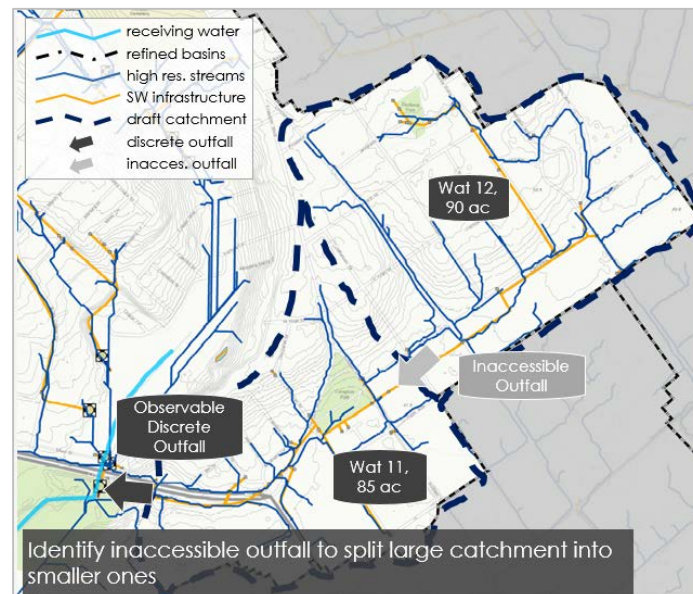 receiving water
refined basins
high res. streams
SW infrastructure
draft catchment
discrete outfall
inacces. outfall
Wat 12,
90 ac
Inaccessible
Outfall
Observable
Discrete
Outfall
Wat 11,
85 ac
Identify inaccessible outfall to split large catchment into
smaller ones